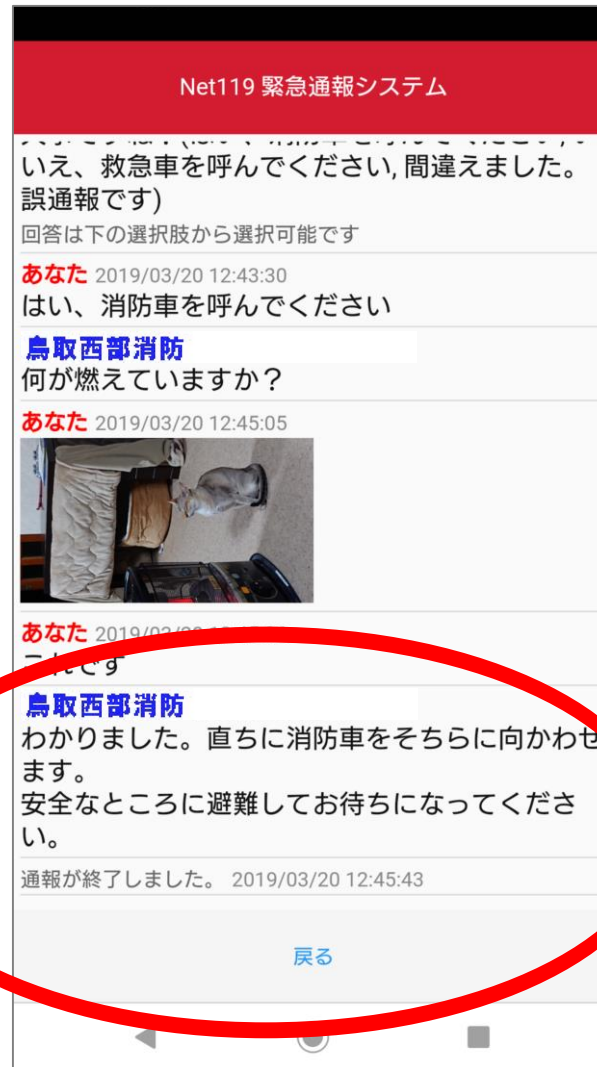 Net119 緊急通報システム
いえ、救急車を呼んでください, 間違えました。
誤通報です)
回答は下の選択肢から選択可能です
あなた 2019/03/20 12:43:30
はい、消防車を呼んでください
鳥取西部消防
何が燃えていますか？
あなた 2019/03/20 12:45:05
あなた
これです
鳥取西部消防
わかりました。直ちに消防車をそちらに向かわせ
ます。
安全なところに避難してお待ちになってくださ
い。
通報が終了しました。 2019/03/20 12:45:43
戻る